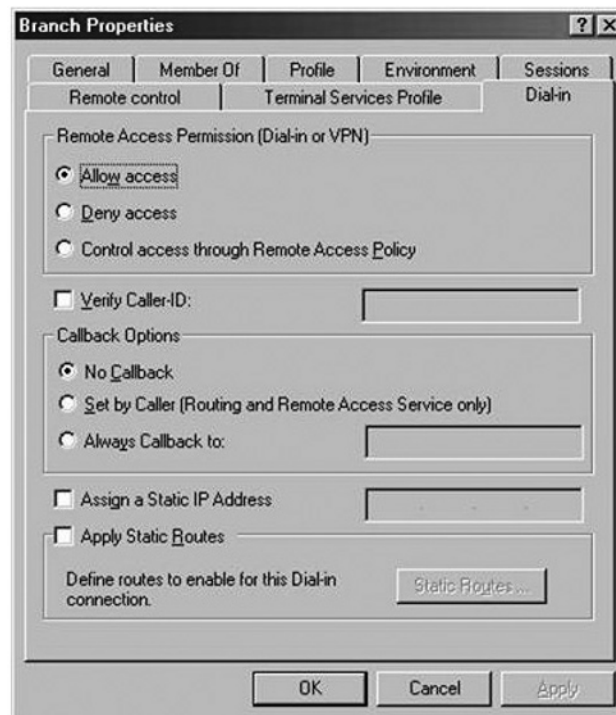 Branch Properties
General Member Of Profile Environment Sessions
Remote control Terminal Services Profile Dial-in
Remote Access Permission (Dial-in or VPN)
Allow access
Deny access
Control access through Remote Access Policy
Verify Caller-ID:
Callback Options
No Callback
Set by Caller (Routing and Remote Access Service only)
Always Callback to:
Assign a Static IP Address
Apply Static Routes
Define routes to enable for this Dial-in
connection.
Static Routes ...
OK Cancel Apply